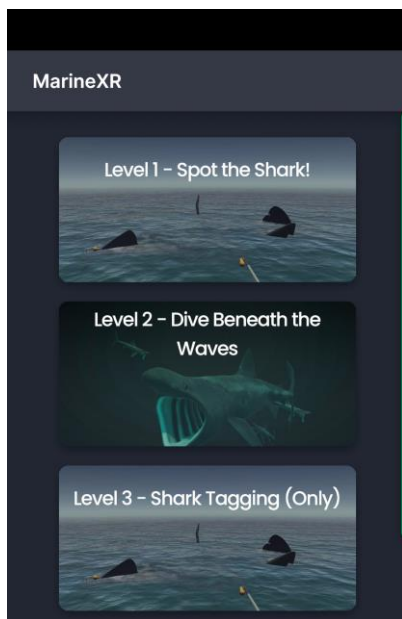 MarineXR
Level 1 - Spot the Shark!
Level 2 - Dive Beneath the
Waves
Level 3 - Shark Tagging (Only)